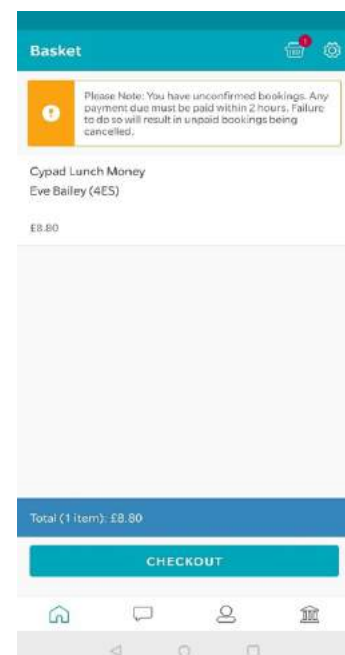 Basket
Please Note: You have unconfirmed bookings. Any
payment due must be paid within 2 hours. Failure
to do so will result in unpaid bookings being
cancelled.
Cypad Lunch Money
Eve Bailey (4ES)
£8.80
Total (1 item): £8.80
CHECKOUT